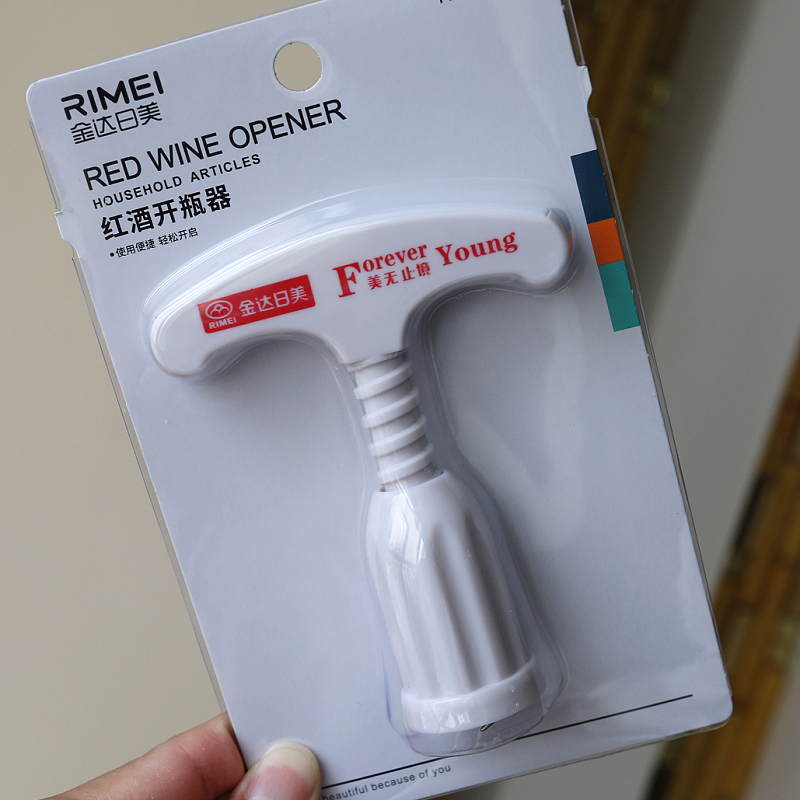 RIMEI
金达日美
RED WINE OPENER
HOUSEHOLD ARTICLES
红酒开瓶器
•使用便捷 轻松开启
RIMEI 金达日美
Forever Young
美无止境
beautiful because of you